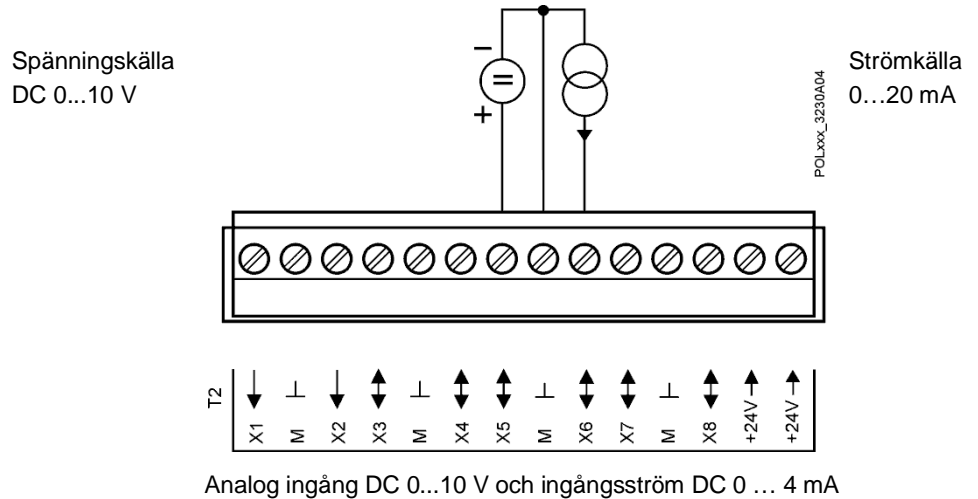 Spänningskälla
DC 0...10 V
Strömkälla
0…20 mA
POLxxx_3230A04
T2
X1 M X2 X3 M X4 X5 M X6 X7 M X8 +24V +24V
Analog ingång DC 0...10 V och ingångsström DC 0 … 4 mA